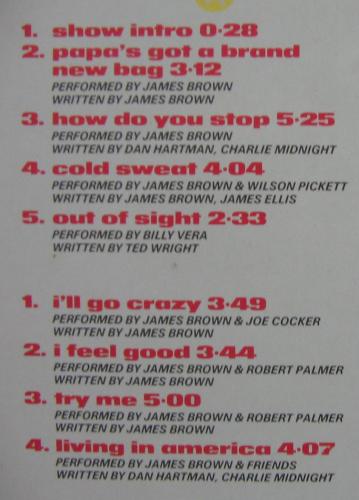 1. show intro 0·28
2. papa's got a brand
new bag 3·12
PERFORMED BY JAMES BROWN
WRITTEN BY JAMES BROWN
3. how do you stop 5·25
PERFORMED BY JAMES BROWN
WRITTEN BY DAN HARTMAN, CHARLIE MIDNIGHT
4. cold sweat 4·04
PERFORMED BY JAMES BROWN & WILSON PICKETT
WRITTEN BY JAMES BROWN, JAMES ELLIS
5. out of sight 2·33
PERFORMED BY BILLY VERA
WRITTEN BY TED WRIGHT
1. i'll go crazy 3·49
PERFORMED BY JAMES BROWN & JOE COCKER
WRITTEN BY JAMES BROWN
2. i feel good 3·44
PERFORMED BY JAMES BROWN & ROBERT PALMER
WRITTEN BY JAMES BROWN
3. try me 5·00
PERFORMED BY JAMES BROWN & ROBERT PALMER
WRITTEN BY JAMES BROWN
4. living in america 4·07
PERFORMED BY JAMES BROWN & FRIENDS
WRITTEN BY DAN HARTMAN, CHARLIE MIDNIGHT